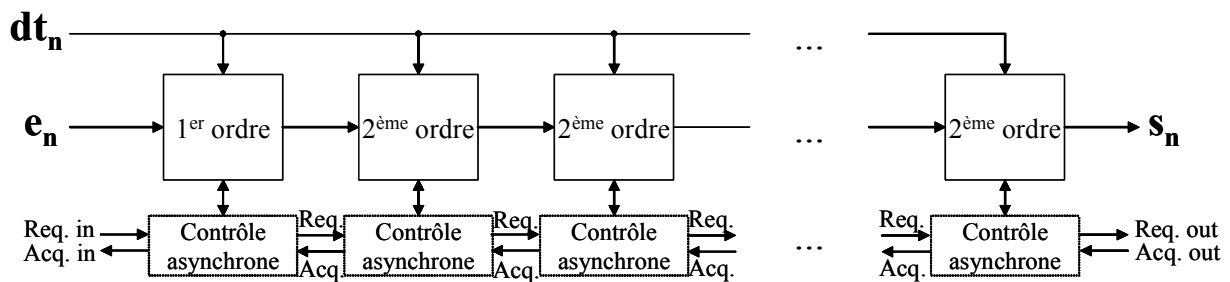 dtₙ
...
eₙ
1er ordre
2ème ordre
2ème ordre
...
2ème ordre
sₙ
Req. in
Acq. in
Contrôle
asynchrone
Req.
Acq.
Contrôle
asynchrone
Req.
Acq.
Contrôle
asynchrone
Req.
Acq.
...
Req.
Acq.
Contrôle
asynchrone
Req. out
Acq. out